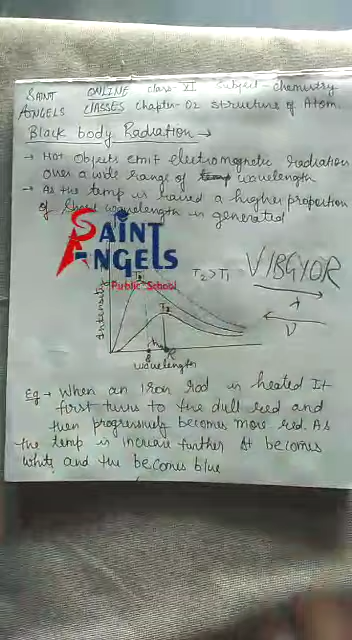 SAINT ONLINE class-XI Subject-chemistry
ANGELS CLASSES chapter-02 structure of Atom.
Black body Radiation →
→ Hot Objects emit electromagnetic radiation
over a wide range of temp wavelength
→ As the temp is raised a higher proportion
of short wavelength is generated
SAINT
ANGELS
Public School
T2 > T1
VIBGYOR
λ
ν
Intensity
wavelength
Eg → When an Iron rod is heated It
first turns to the dull red and
then progressively becomes more red. As
the temp is increase further It becomes
white and the becomes blue